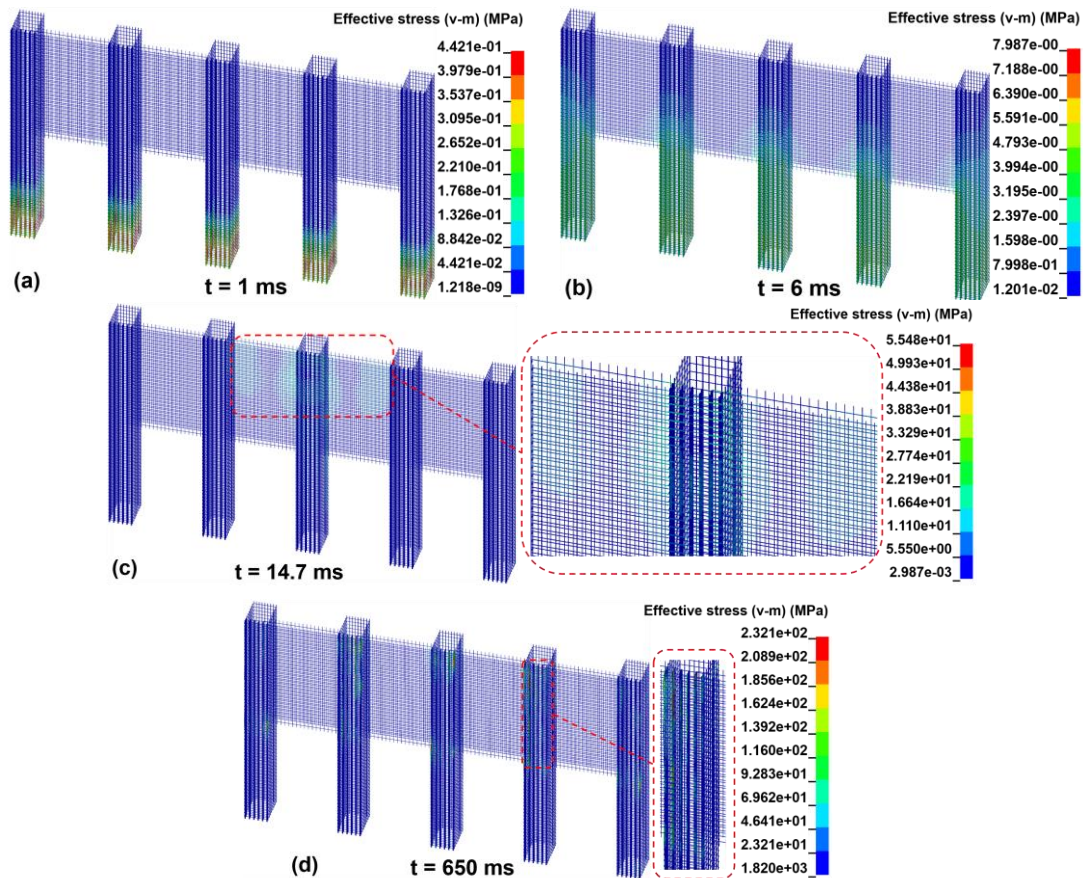 Effective stress (v-m) (MPa)
4.421e-01
3.979e-01
3.537e-01
3.095e-01
2.652e-01
2.210e-01
1.768e-01
1.326e-01
8.842e-02
4.421e-02
1.218e-09
(a)
t = 1 ms
Effective stress (v-m) (MPa)
7.987e-00
7.188e-00
6.390e-00
5.591e-00
4.793e-00
3.994e-00
3.195e-00
2.397e-00
1.598e-00
7.998e-01
1.201e-02
(b)
t = 6 ms
Effective stress (v-m) (MPa)
5.548e+01
4.993e+01
4.438e+01
3.883e+01
3.329e+01
2.774e+01
2.219e+01
1.664e+01
1.110e+01
5.550e+00
2.987e-03
(c)
t = 14.7 ms
Effective stress (v-m) (MPa)
2.321e+02
2.089e+02
1.856e+02
1.624e+02
1.392e+02
1.160e+02
9.283e+01
6.962e+01
4.641e+01
2.321e+01
1.820e+03
(d)
t = 650 ms